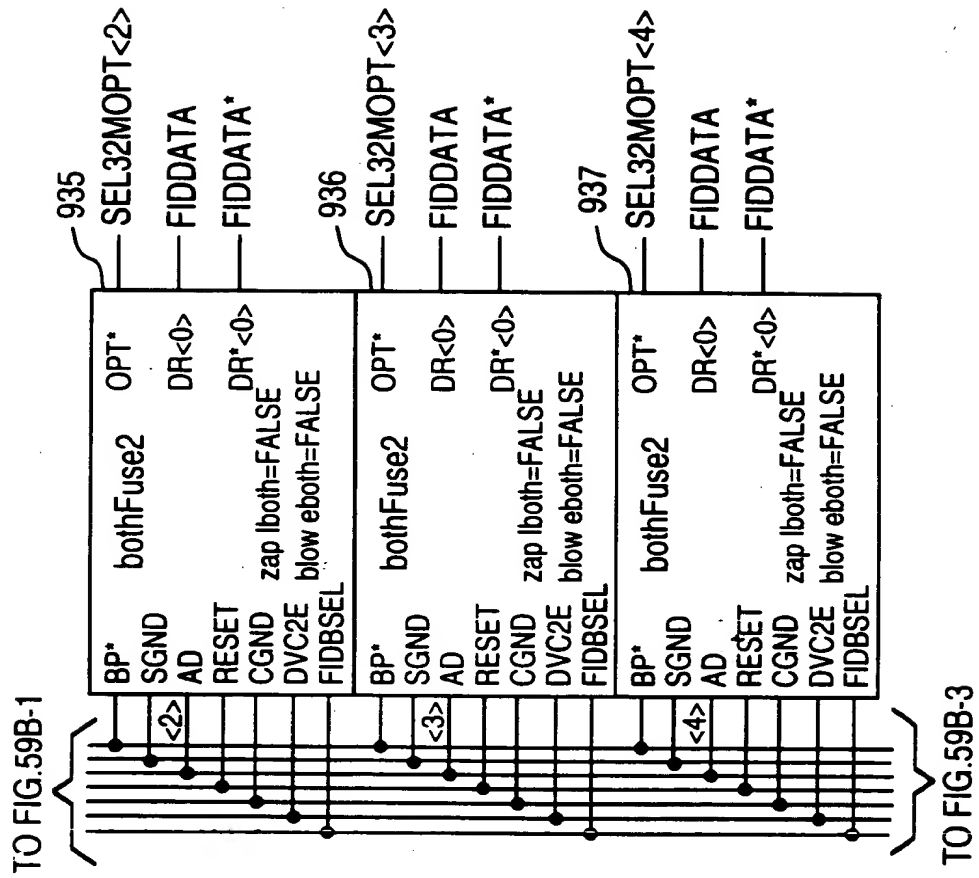 TO FIG.59B-1
935
BP* bothFuse2 OPT* SEL32MOPT<2>
SGND
<2> AD DR<0> FIDDATA
RESET
CGND DR*<0> FIDDATA*
DVC2E zap lboth=FALSE
FIDBSEL blow eboth=FALSE
936
BP* bothFuse2 OPT* SEL32MOPT<3>
SGND
<3> AD DR<0> FIDDATA
RESET
CGND DR*<0> FIDDATA*
DVC2E zap lboth=FALSE
FIDBSEL blow eboth=FALSE
937
BP* bothFuse2 OPT* SEL32MOPT<4>
SGND
<4> AD DR<0> FIDDATA
RESET
CGND DR*<0> FIDDATA*
DVC2E zap lboth=FALSE
FIDBSEL blow eboth=FALSE
TO FIG.59B-3